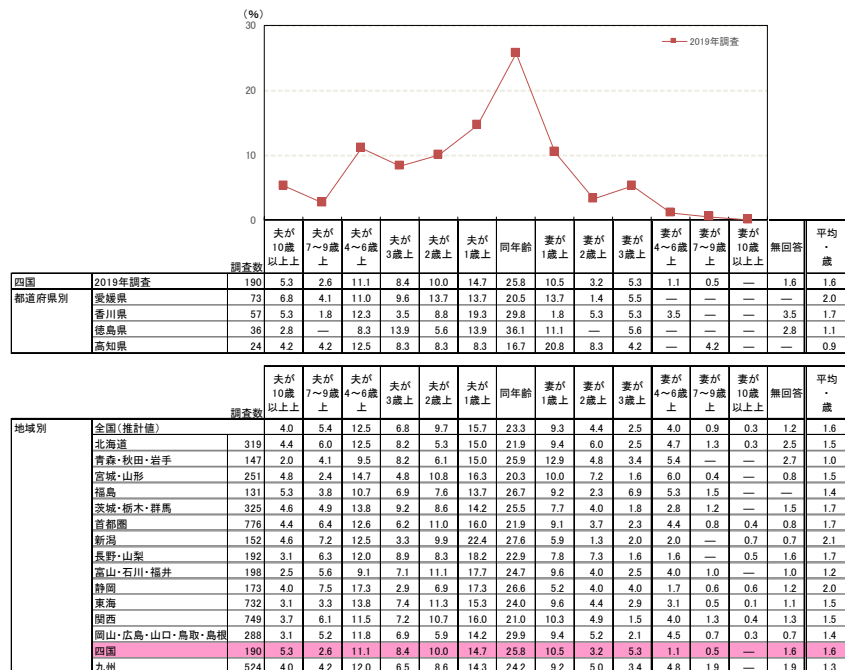 (%)
30
20
10
0
2019年調査
調査数 夫が10歳以上上 夫が7～9歳上 夫が4～6歳上 夫が3歳上 夫が2歳上 夫が1歳上 同年齢 妻が1歳上 妻が2歳上 妻が3歳上 妻が4～6歳上 妻が7～9歳上 妻が10歳以上上 無回答 平均・歳
四国 2019年調査 190 5.3 2.6 11.1 8.4 10.0 14.7 25.8 10.5 3.2 5.3 1.1 0.5 — 1.6 1.6
都道府県別 愛媛県 73 6.8 4.1 11.0 9.6 13.7 13.7 20.5 13.7 1.4 5.5 — — — — 2.0
香川県 57 5.3 1.8 12.3 3.5 8.8 19.3 29.8 1.8 5.3 5.3 3.5 — — 3.5 1.7
徳島県 36 2.8 — 8.3 13.9 5.6 13.9 36.1 11.1 — 5.6 — — — 2.8 1.1
高知県 24 4.2 4.2 12.5 8.3 8.3 8.3 16.7 20.8 8.3 4.2 — 4.2 — — 0.9
調査数 夫が10歳以上上 夫が7～9歳上 夫が4～6歳上 夫が3歳上 夫が2歳上 夫が1歳上 同年齢 妻が1歳上 妻が2歳上 妻が3歳上 妻が4～6歳上 妻が7～9歳上 妻が10歳以上上 無回答 平均・歳
地域別 全国(推計値) 4.0 5.4 12.5 6.8 9.7 15.7 23.3 9.3 4.4 2.5 4.0 0.9 0.3 1.2 1.6
北海道 319 4.4 6.0 12.5 8.2 5.3 15.0 21.9 9.4 6.0 2.5 4.7 1.3 0.3 2.5 1.5
青森・秋田・岩手 147 2.0 4.1 9.5 8.2 6.1 15.0 25.9 12.9 4.8 3.4 5.4 — — 2.7 1.0
宮城・山形 251 4.8 2.4 14.7 4.8 10.8 16.3 20.3 10.0 7.2 1.6 6.0 0.4 — 0.8 1.5
福島 131 5.3 3.8 10.7 6.9 7.6 13.7 26.7 9.2 2.3 6.9 5.3 1.5 — — 1.4
茨城・栃木・群馬 325 4.6 4.9 13.8 9.2 8.6 14.2 25.5 7.7 4.0 1.8 2.8 1.2 — 1.5 1.7
首都圏 776 4.4 6.4 12.6 6.2 11.0 16.0 21.9 9.1 3.7 2.3 4.4 0.8 0.4 0.8 1.7
新潟 152 4.6 7.2 12.5 3.3 9.9 22.4 27.6 5.9 1.3 2.0 2.0 — 0.7 0.7 2.1
長野・山梨 192 3.1 6.3 12.0 8.9 8.3 18.2 22.9 7.8 7.3 1.6 1.6 — 0.5 1.6 1.7
富山・石川・福井 198 2.5 5.6 9.1 7.1 11.1 17.7 24.7 9.6 4.0 2.5 4.0 1.0 — 1.0 1.2
静岡 173 4.0 7.5 17.3 2.9 6.9 17.3 26.6 5.2 4.0 4.0 1.7 0.6 0.6 1.2 2.0
東海 732 3.1 3.3 13.8 7.4 11.3 15.3 24.0 9.6 4.4 2.9 3.1 0.5 0.1 1.1 1.5
関西 749 3.7 6.1 11.5 7.2 10.7 16.0 21.0 10.3 4.9 1.5 4.0 1.3 0.4 1.3 1.5
岡山・広島・山口・鳥取・島根 288 3.1 5.2 11.8 6.9 5.9 14.2 29.9 9.4 5.2 2.1 4.5 0.7 0.3 0.7 1.4
四国 190 5.3 2.6 11.1 8.4 10.0 14.7 25.8 10.5 3.2 5.3 1.1 0.5 — 1.6 1.6
九州 524 4.0 4.2 12.0 6.5 8.6 14.3 24.2 9.2 5.0 3.4 4.8 1.9 — 1.9 1.3